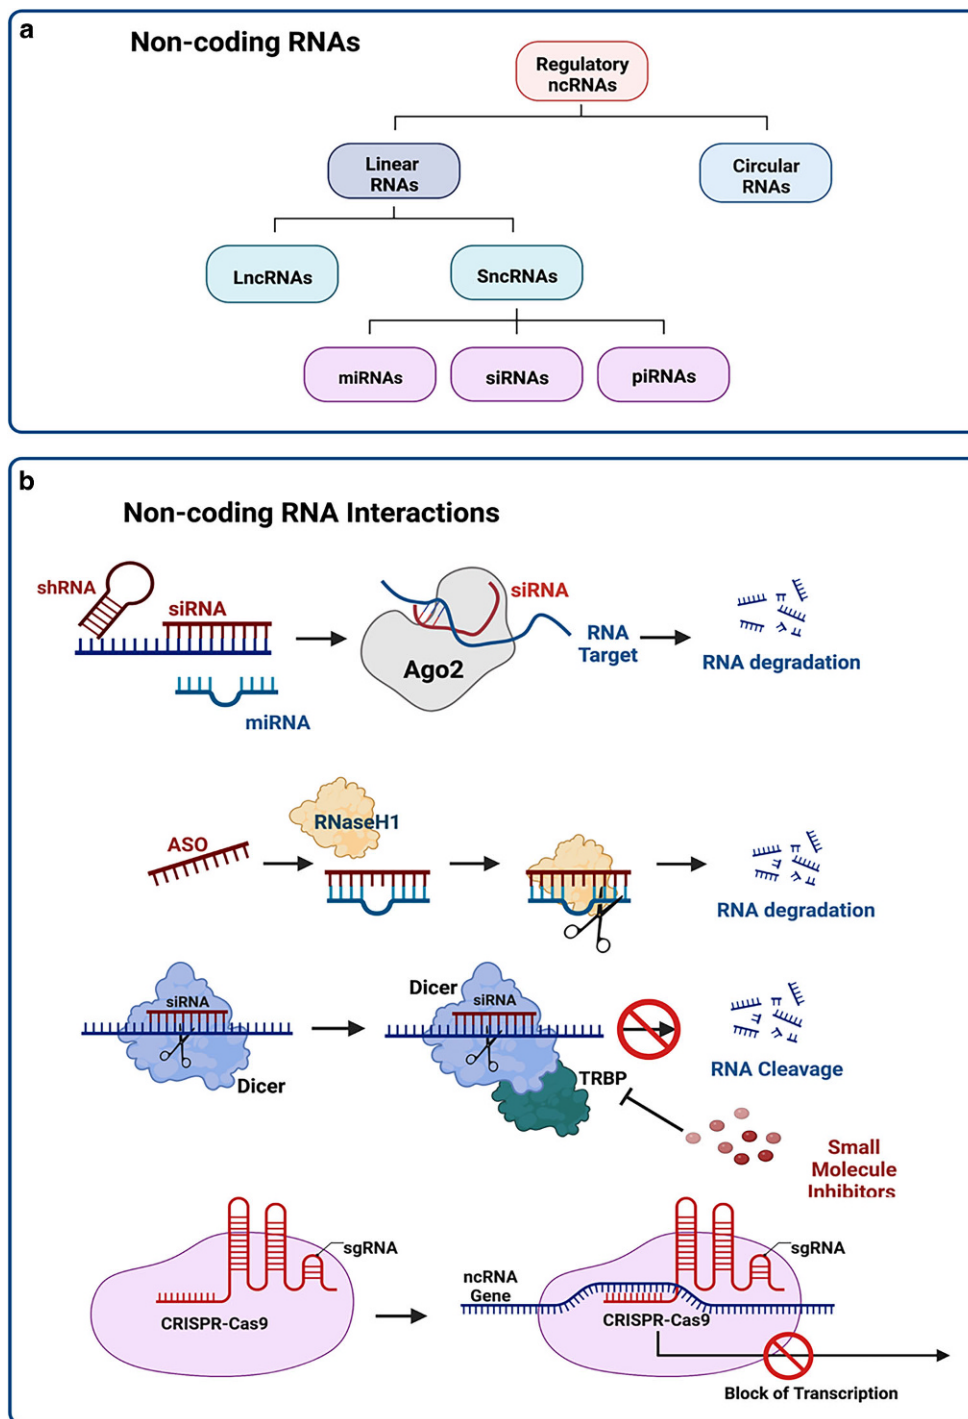 a
Non-coding RNAs
Regulatory
ncRNAs
Linear
RNAs
Circular
RNAs
LncRNAs
SncRNAs
miRNAs
siRNAs
piRNAs
b
Non-coding RNA Interactions
shRNA
siRNA
miRNA
Ago2
siRNA
RNA
Target
RNA degradation
ASO
RNaseH1
RNA degradation
siRNA
Dicer
Dicer
siRNA
TRBP
RNA Cleavage
Small
Molecule
Inhibitors
sgRNA
CRISPR-Cas9
ncRNA
Gene
sgRNA
CRISPR-Cas9
Block of Transcription